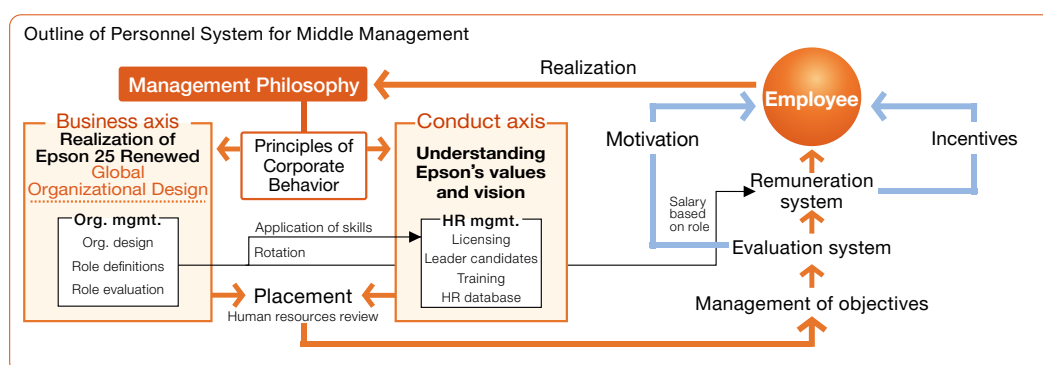 Outline of Personnel System for Middle Management
Management Philosophy
Realization
Employee
Business axis
Realization of
Epson 25 Renewed
Global
Organizational Design
Principles of
Corporate
Behavior
Conduct axis
Understanding
Epson's values
and vision
Motivation
Incentives
Remuneration
system
Salary
based
on role
Org. mgmt.
Org. design
Role definitions
Role evaluation
Application of skills
Rotation
HR mgmt.
Licensing
Leader candidates
Training
HR database
Evaluation system
Placement
Human resources review
Management of objectives